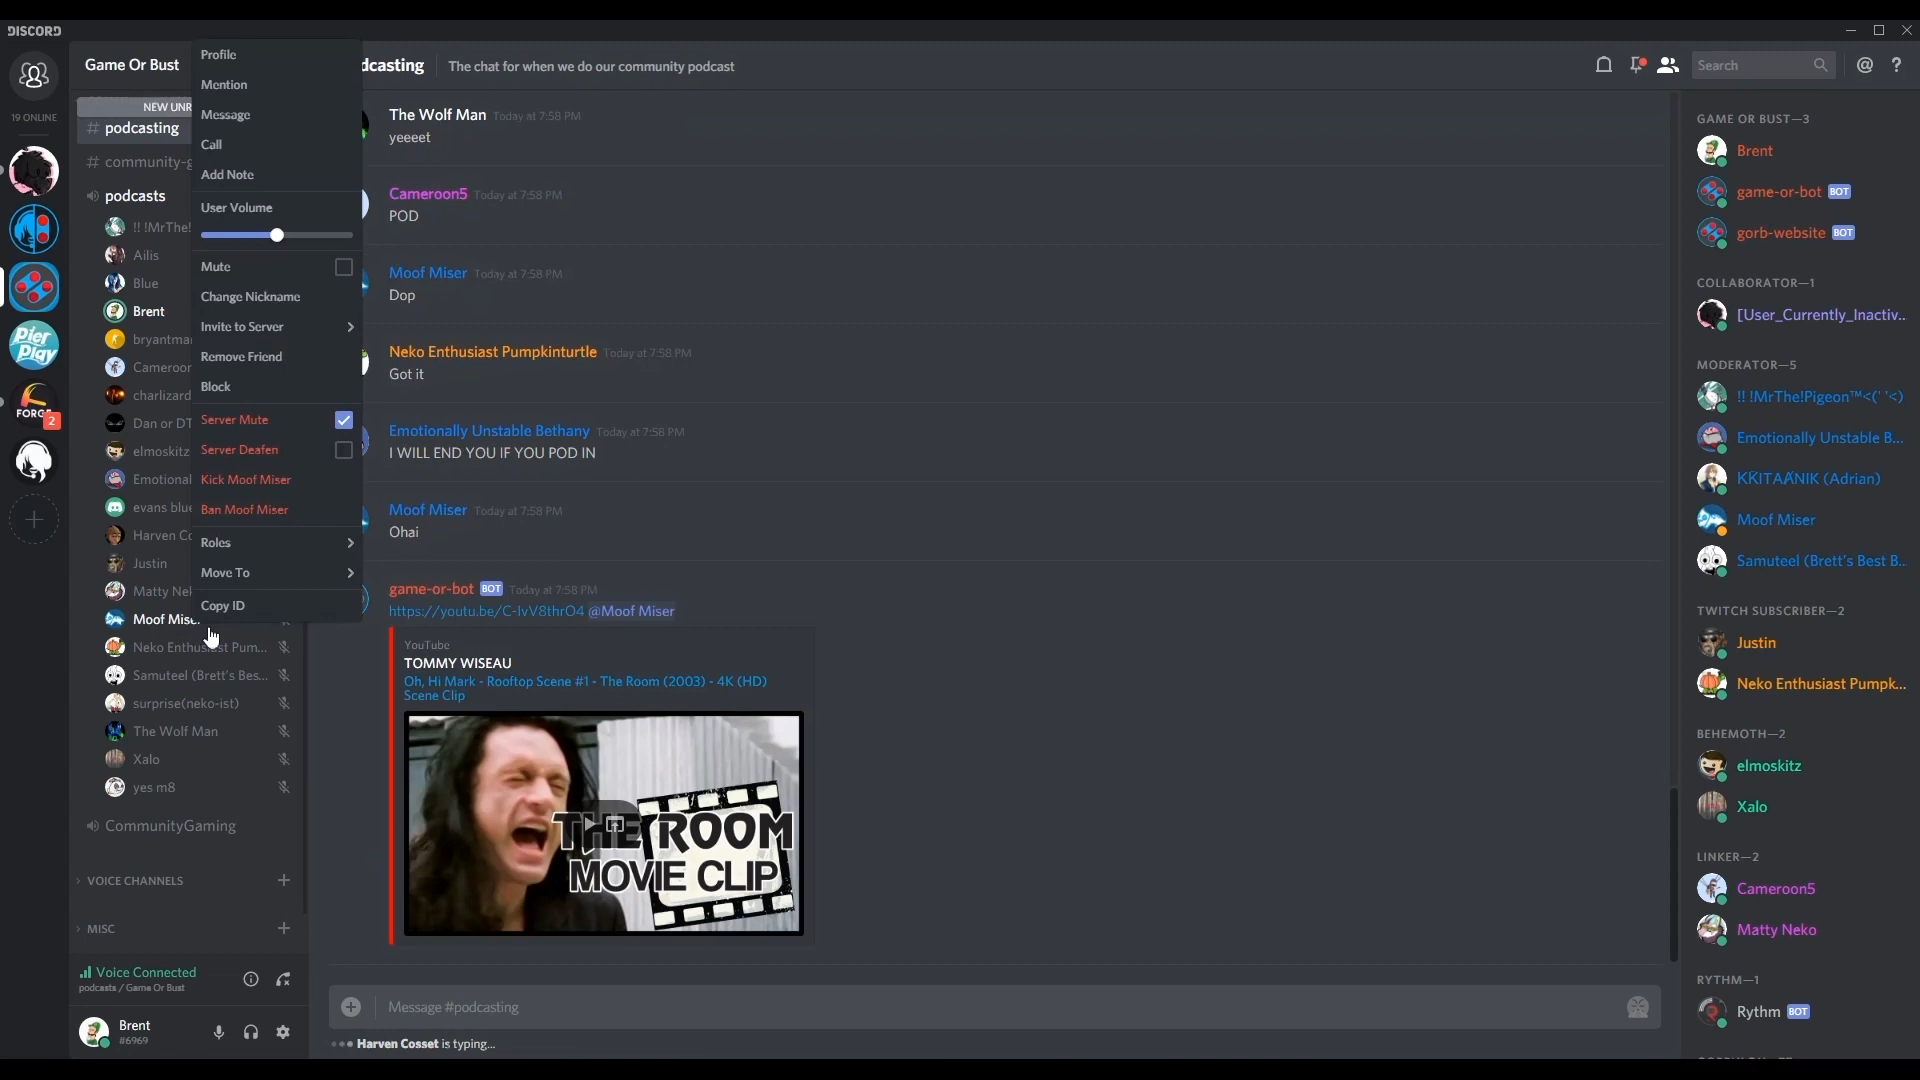 DISCORD
19 ONLINE
Pier
Play
FORGE
2
Game Or Bust
NEW UNR
# podcasting
# community-g
podcasts
!! !MrThe!
Ailis
Blue
Brent
bryantma
Cameroon
charlizard
Dan or DT
elmoskitz
Emotional
evans blue
Harven Co
Justin
Matty Nek
Moof Miser
Neko Enthusiast Pum...
Samuteel (Brett's Bes...
surprise(neko-ist)
The Wolf Man
Xalo
yes m8
CommunityGaming
VOICE CHANNELS
MISC
Voice Connected
podcasts / Game Or Bust
Brent
#6969
Profile
Mention
Message
Call
Add Note
User Volume
Mute
Change Nickname
Invite to Server
Remove Friend
Block
Server Mute
Server Deafen
Kick Moof Miser
Ban Moof Miser
Roles
Move To
Copy ID
dcasting The chat for when we do our community podcast
Search
@ ?
The Wolf Man Today at 7:58 PM
yeeeet
Cameroon5 Today at 7:58 PM
POD
Moof Miser Today at 7:58 PM
Dop
Neko Enthusiast Pumpkinturtle Today at 7:58 PM
Got it
Emotionally Unstable Bethany Today at 7:58 PM
I WILL END YOU IF YOU POD IN
Moof Miser Today at 7:58 PM
Ohai
game-or-bot BOT Today at 7:58 PM
https://youtu.be/C-IvV8thrO4 @Moof Miser
YouTube
TOMMY WISEAU
Oh, Hi Mark - Rooftop Scene #1 - The Room (2003) - 4K (HD)
Scene Clip
THE ROOM
MOVIE CLIP
Message #podcasting
Harven Cosset is typing...
GAME OR BUST—3
Brent
game-or-bot BOT
gorb-website BOT
COLLABORATOR—1
[User_Currently_Inactiv...
MODERATOR—5
!! !MrThe!Pigeon™<(' '<)
Emotionally Unstable B...
(Adrian)
Moof Miser
Samuteel (Brett's Best B...
TWITCH SUBSCRIBER—2
Justin
Neko Enthusiast Pumpk...
BEHEMOTH—2
elmoskitz
Xalo
LINKER—2
Cameroon5
Matty Neko
RYTHM—1
Rythm BOT